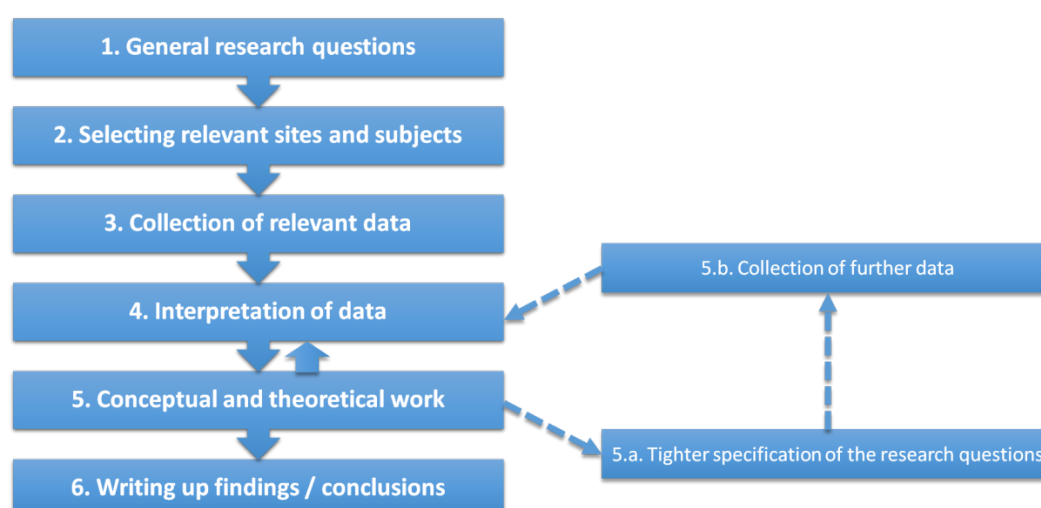 1. General research questions
2. Selecting relevant sites and subjects
3. Collection of relevant data
4. Interpretation of data
5. Conceptual and theoretical work
6. Writing up findings / conclusions
5.b. Collection of further data
5.a. Tighter specification of the research questions